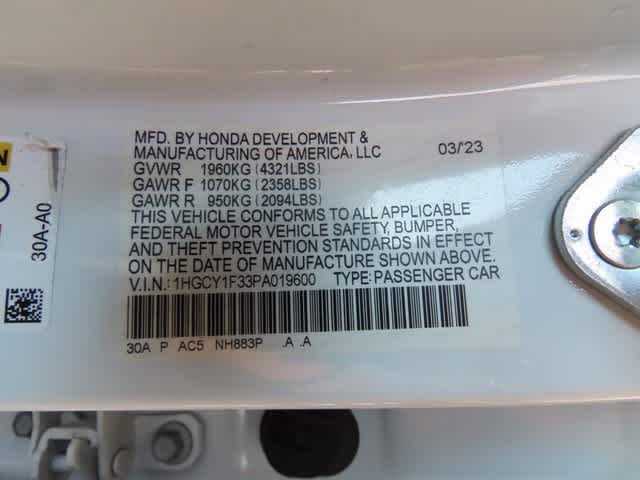 MFD. BY HONDA DEVELOPMENT &
MANUFACTURING OF AMERICA, LLC 03/'23
GVWR 1960KG (4321LBS)
GAWR F 1070KG (2358LBS)
GAWR R 950KG (2094LBS)
THIS VEHICLE CONFORMS TO ALL APPLICABLE
FEDERAL MOTOR VEHICLE SAFETY, BUMPER,
AND THEFT PREVENTION STANDARDS IN EFFECT
ON THE DATE OF MANUFACTURE SHOWN ABOVE.
V.I.N.: 1HGCY1F33PA019600 TYPE: PASSENGER CAR
30A P AC5 NH883P .A .A
30A-A0